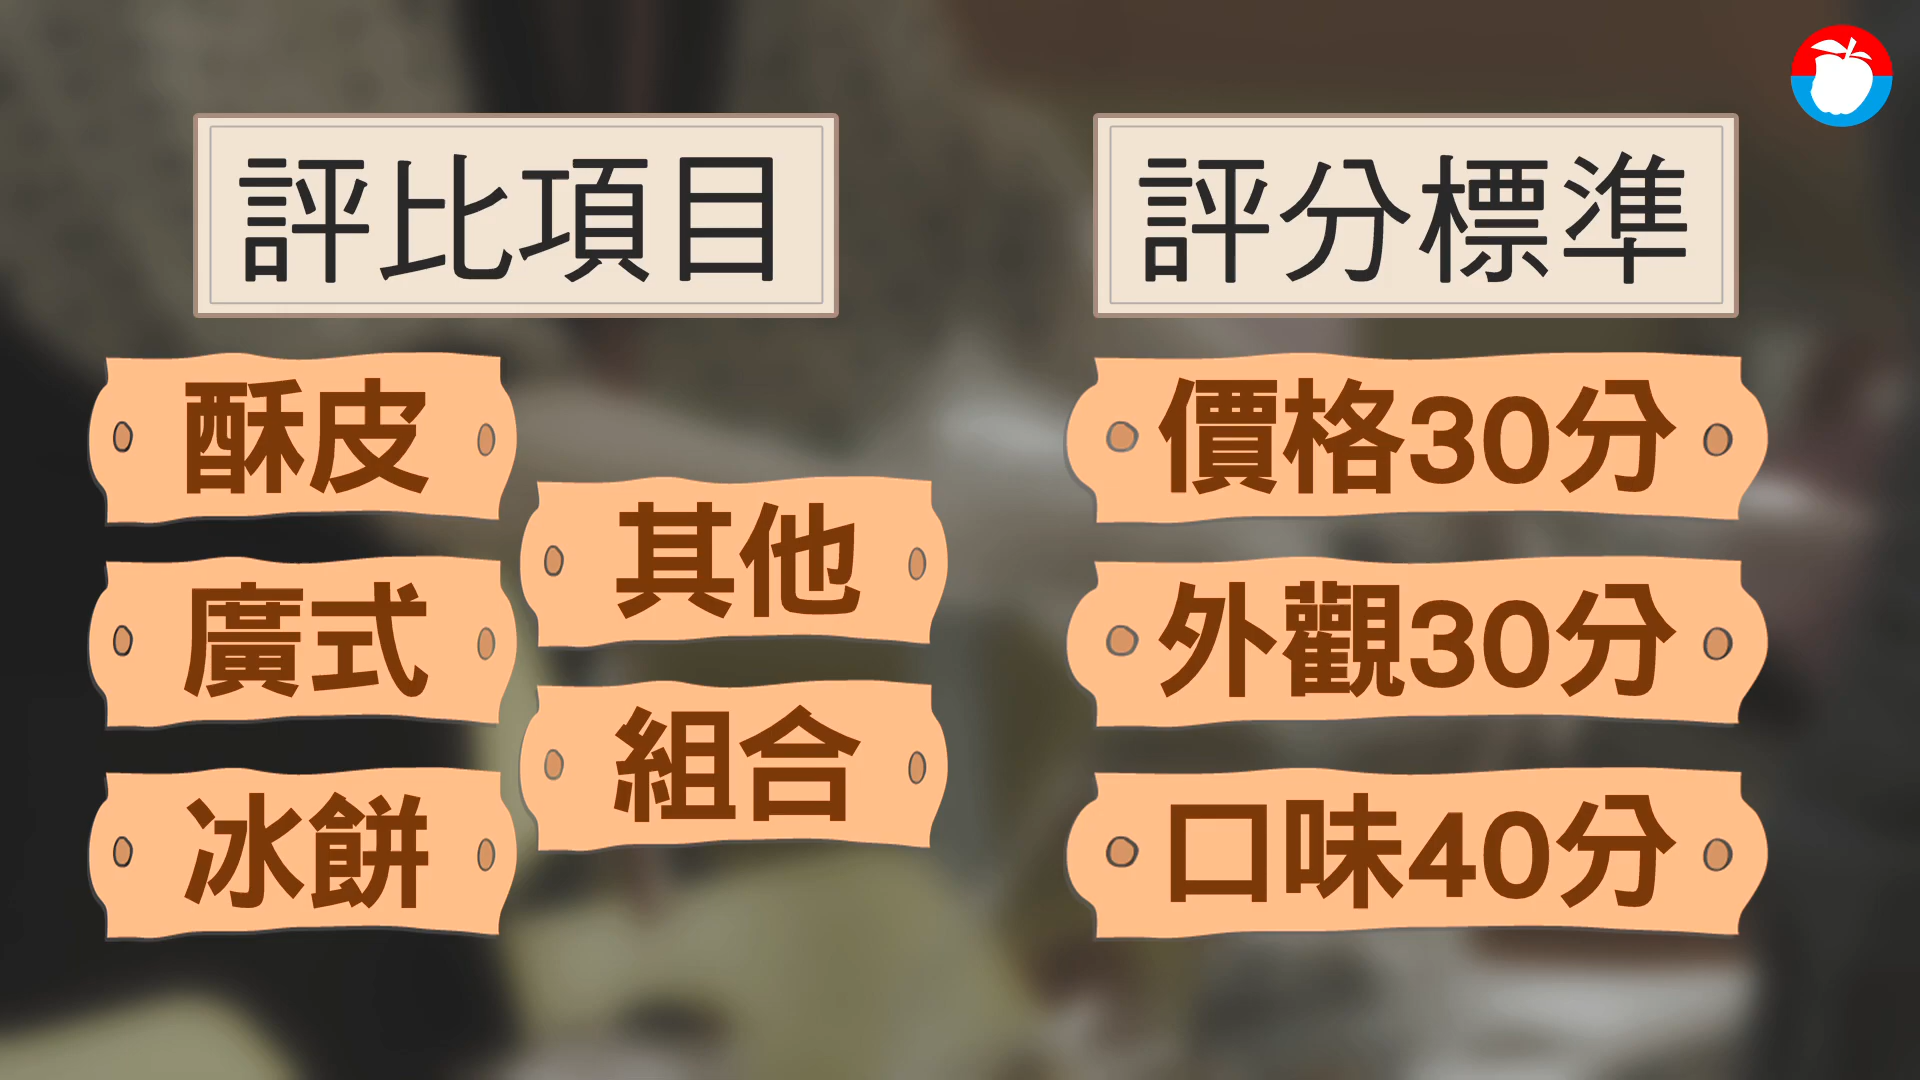 評比項目
酥皮
廣式
冰餅
其他
組合
評分標準
價格30分
外觀30分
口味40分